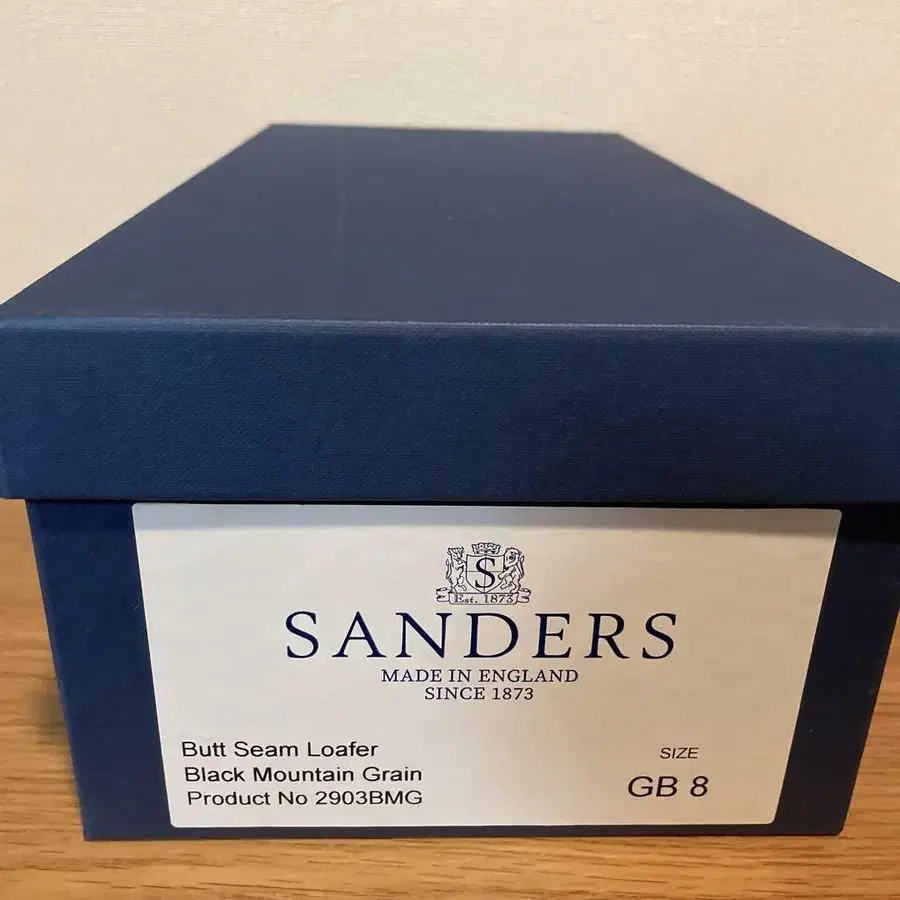 S
Est. 1873
SANDERS
MADE IN ENGLAND
SINCE 1873
Butt Seam Loafer
Black Mountain Grain
Product No 2903BMG
SIZE
GB 8